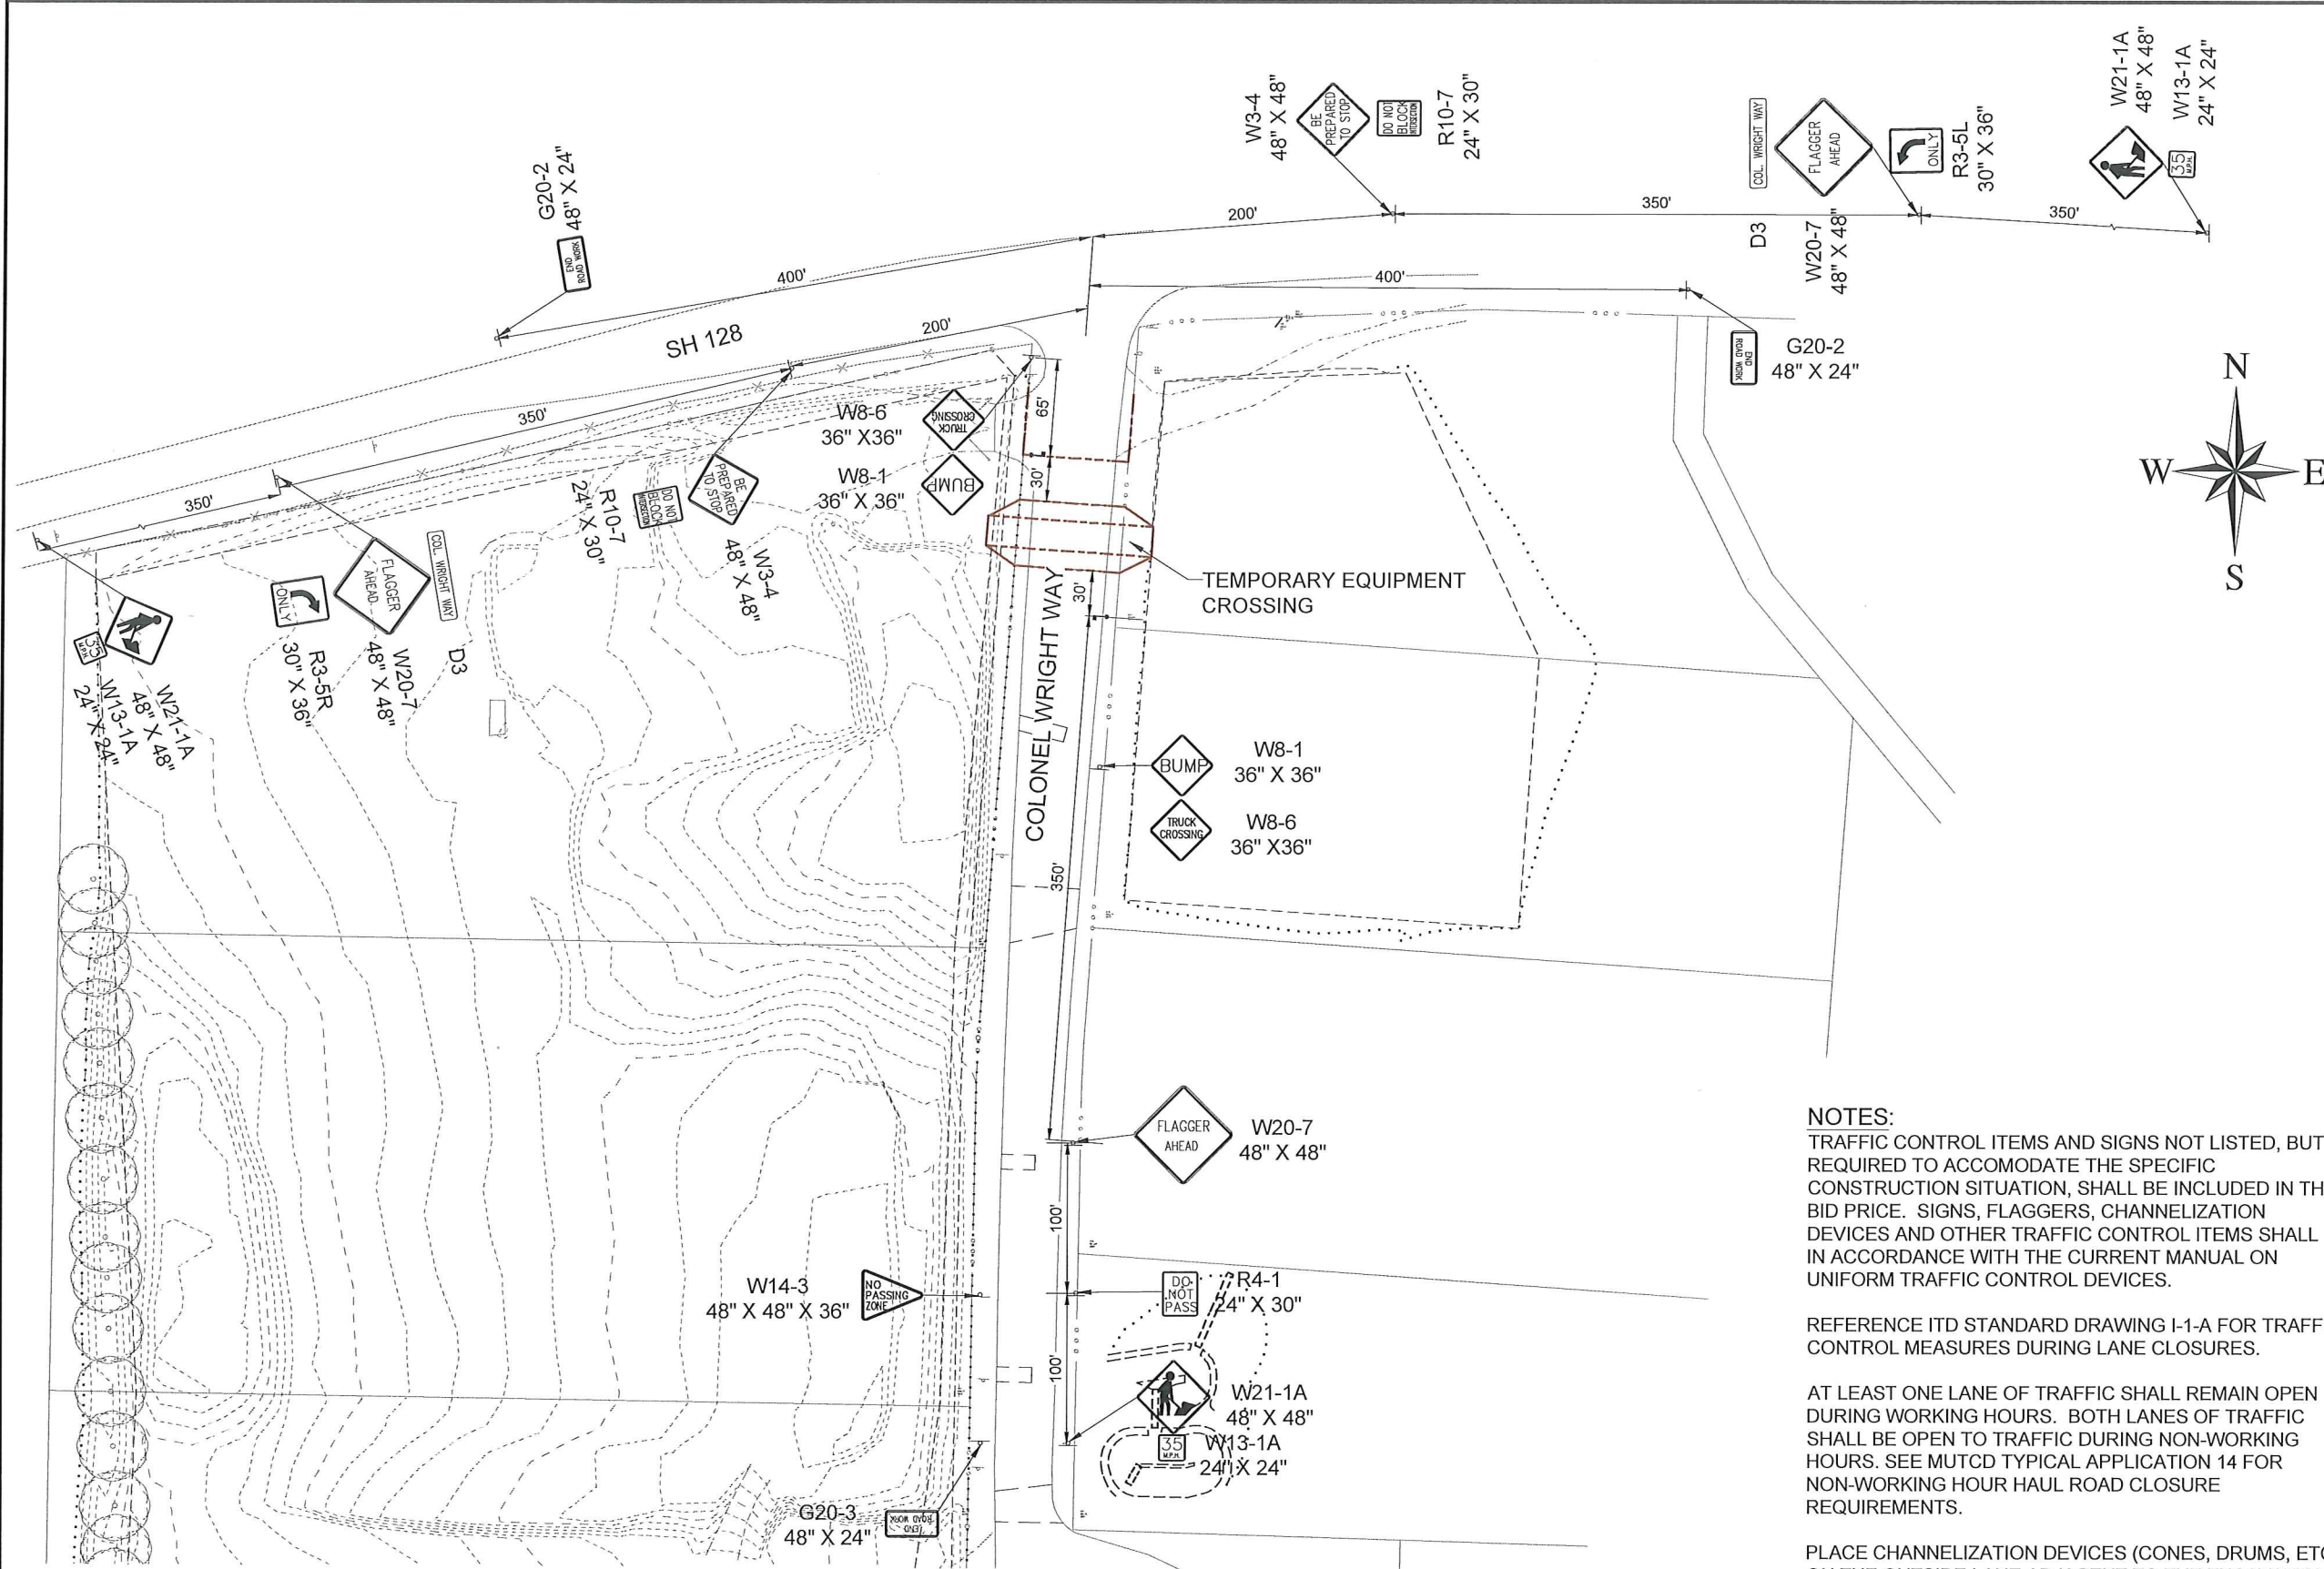 W3-4
48" X 48"
BE
PREPARED
TO STOP
DO NOT
BLOCK
INTERSECTION
R10-7
24" X 30"
COL. WRIGHT WAY
FLAGGER
AHEAD
ONLY
R3-5L
30" X 36"
D3
W20-7
48" X 48"
W21-1A
48" X 48"
W13-1A
24" X 24"
35
M.P.H.
G20-2
48" X 24"
END
ROAD WORK
400'
200'
350'
350'
400'
SH 128
200'
350'
350'
END
ROAD WORK
G20-2
48" X 24"
N
W
E
S
W8-6
36" X36"
TRUCK
CROSSING
W8-1
36" X 36"
BUMP
65'
30'
30'
TEMPORARY EQUIPMENT
CROSSING
BE
PREPARED
TO STOP
DO NOT
BLOCK
INTERSECTION
R10-7
24" X 30"
W3-4
48" X 48"
COL. WRIGHT WAY
FLAGGER
AHEAD
ONLY
D3
W20-7
48" X 48"
R3-5R
30" X 36"
35
M.P.H.
W21-1A
48" X 48"
W13-1A
24" X 24"
COLONEL WRIGHT WAY
BUMP
W8-1
36" X 36"
TRUCK
CROSSING
W8-6
36" X36"
350'
FLAGGER
AHEAD
W20-7
48" X 48"
100'
W14-3
48" X 48" X 36"
NO
PASSING
ZONE
DO
NOT
PASS
R4-1
24" X 30"
100'
W21-1A
48" X 48"
35
M.P.H.
W13-1A
24" X 24"
G20-3
48" X 24"
END
ROAD WORK
NOTES:
TRAFFIC CONTROL ITEMS AND SIGNS NOT LISTED, BUT
REQUIRED TO ACCOMODATE THE SPECIFIC
CONSTRUCTION SITUATION, SHALL BE INCLUDED IN TH
BID PRICE. SIGNS, FLAGGERS, CHANNELIZATION
DEVICES AND OTHER TRAFFIC CONTROL ITEMS SHALL
IN ACCORDANCE WITH THE CURRENT MANUAL ON
UNIFORM TRAFFIC CONTROL DEVICES.
REFERENCE ITD STANDARD DRAWING I-1-A FOR TRAFF
CONTROL MEASURES DURING LANE CLOSURES.
AT LEAST ONE LANE OF TRAFFIC SHALL REMAIN OPEN
DURING WORKING HOURS. BOTH LANES OF TRAFFIC
SHALL BE OPEN TO TRAFFIC DURING NON-WORKING
HOURS. SEE MUTCD TYPICAL APPLICATION 14 FOR
NON-WORKING HOUR HAUL ROAD CLOSURE
REQUIREMENTS.
PLACE CHANNELIZATION DEVICES (CONES, DRUMS, ETC